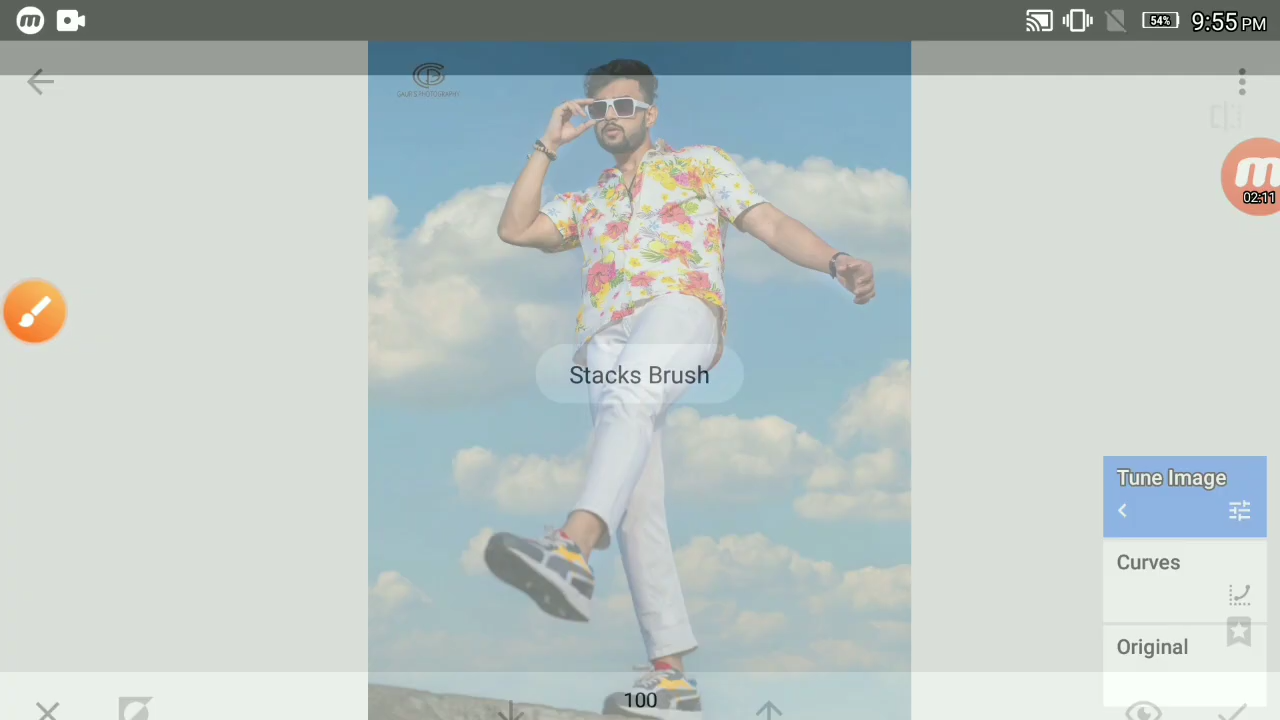 54%
9:55 PM
02:11
Stacks Brush
Tune Image
Curves
Original
100